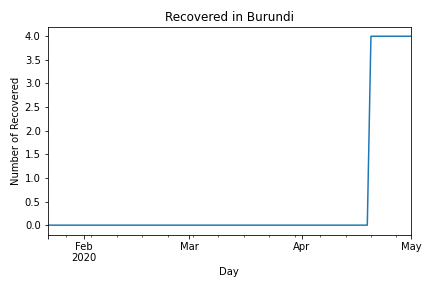 Recovered in Burundi
4.0
3.5
3.0
2.5
2.0
1.5
1.0
0.5
0.0
Number of Recovered
Feb
2020
Mar
Apr
May
Day